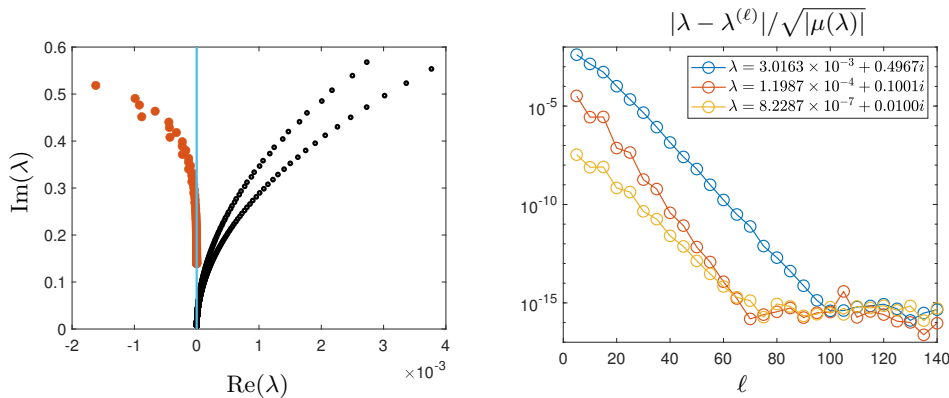 0.6
0.5
0.4
0.3
0.2
0.1
0
Im(λ)
-2 -1 0 1 2 3 4
×10⁻³
Re(λ)
|λ − λ^(ℓ)|/√|μ(λ)|
λ = 3.0163 × 10⁻³ + 0.4967i
λ = 1.1987 × 10⁻⁴ + 0.1001i
λ = 8.2287 × 10⁻⁷ + 0.0100i
10⁻⁵
10⁻¹⁰
10⁻¹⁵
0 20 40 60 80 100 120 140
ℓ